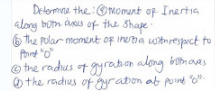 Determine the: ⓐ Moment of Inertia
along both axes of the Shape.
ⓑ the Polar moment of inertia with respect to
Point "O"
ⓒ the radius of gyration along both axes
ⓓ the radius of gyration at point "O".